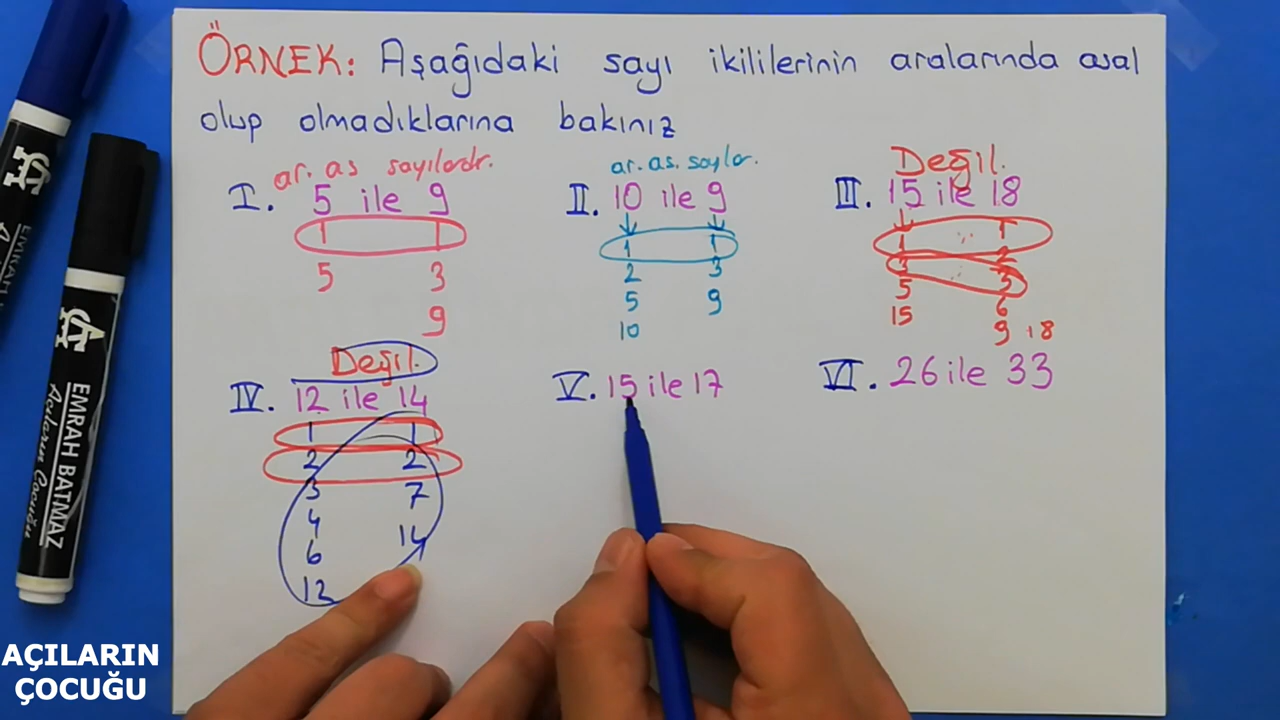 ÖRNEK: Aşağıdaki sayı ikililerinin aralarında asal
olup olmadıklarına bakınız
ar. as sayılardır.
I. 5 ile 9
1 1
5 3
9
ar. as. sayılar.
II. 10 ile 9
1 1
2 3
5 9
10
Değil.
III. 15 ile 18
1 1
3 2
5 3
15 6
9 18
Değil.
IV. 12 ile 14
1 1
2 2
3 7
4 14
6
12
V. 15 ile 17
VI. 26 ile 33
EMRAH BATMAZ
Açıların Çocuğu
AÇILARIN
ÇOCUĞU